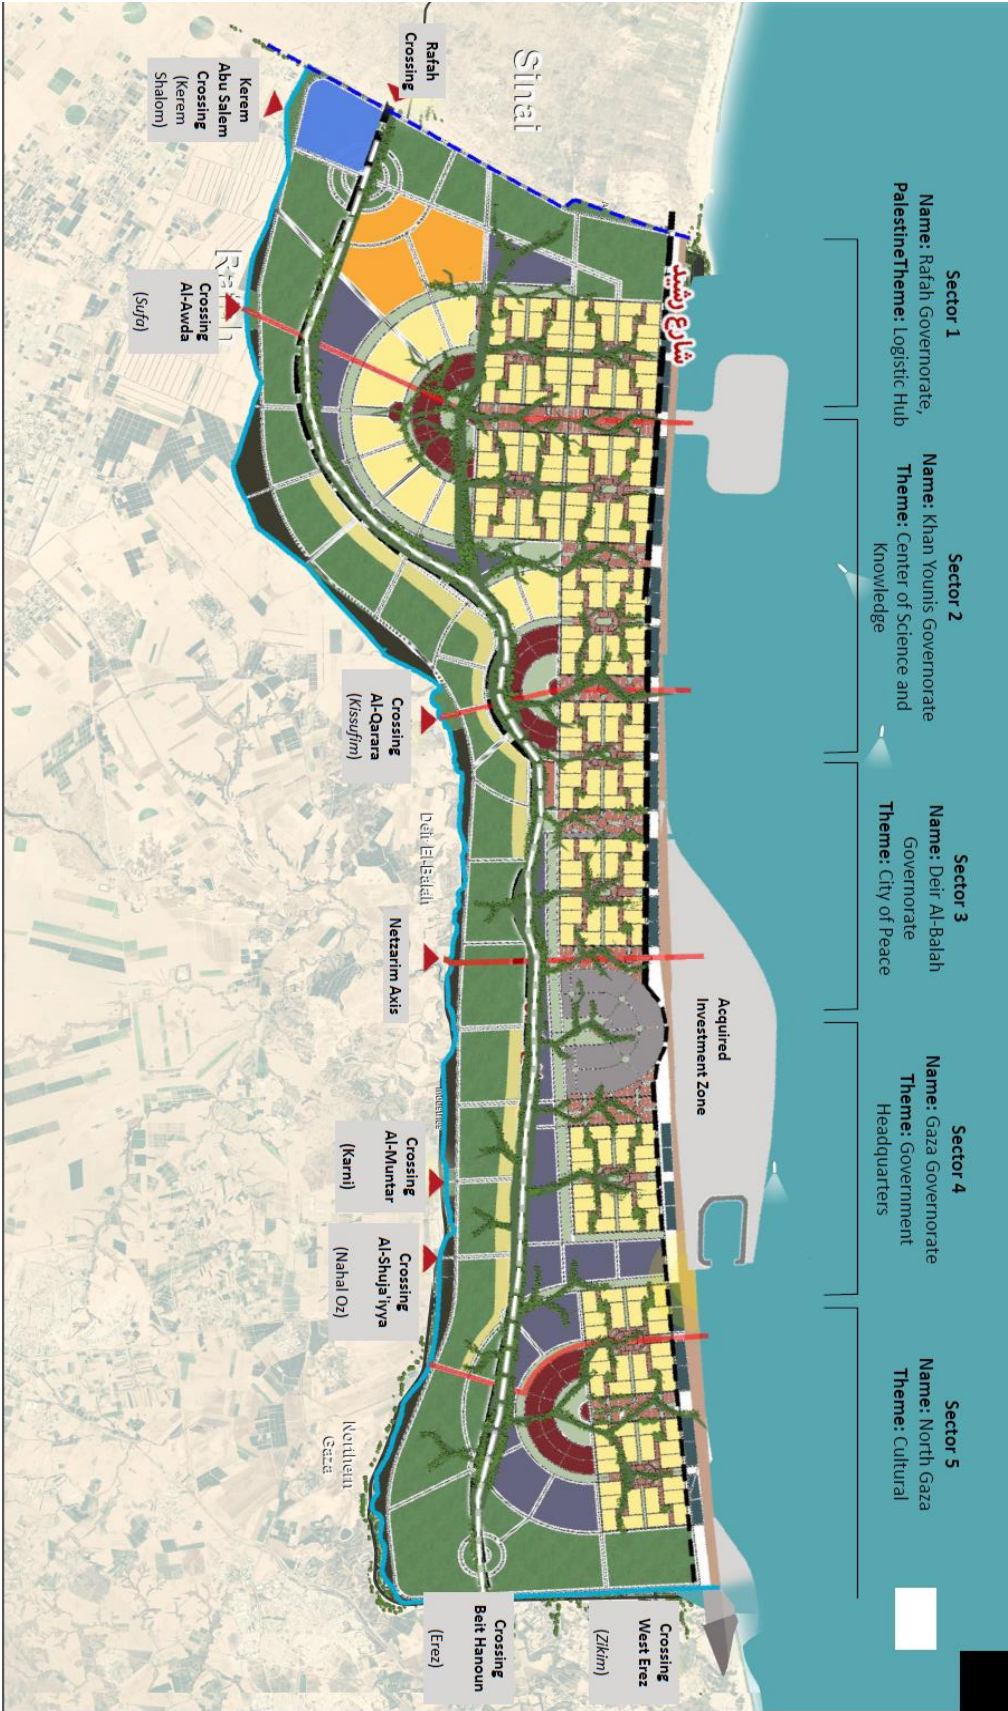 Sector 1
Name: Rafah Governorate,
PalestineTheme: Logistic Hub
Sector 2
Name: Khan Younis Governorate
Theme: Center of Science and
Knowledge
Sector 3
Name: Deir Al-Balah
Governorate
Theme: City of Peace
Sector 4
Name: Gaza Governorate
Theme: Government
Headquarters
Sector 5
Name: North Gaza
Theme: Cultural
Sinai
شارع رشيد
Acquired
Investment Zone
Rafah
Crossing
Kerem
Abu Salem
Crossing
(Kerem
Shalom)
Crossing
Al-Awda
(Sufa)
Crossing
Al-Qarara
(Kissufim)
Deir El-Balah
Netzarim Axis
Crossing
Al-Muntar
(Karni)
Crossing
Al-Shuja'iyya
(Nahal Oz)
Northern
Gaza
Crossing
Beit Hanoun
(Erez)
Crossing
West Erez
(Zikim)